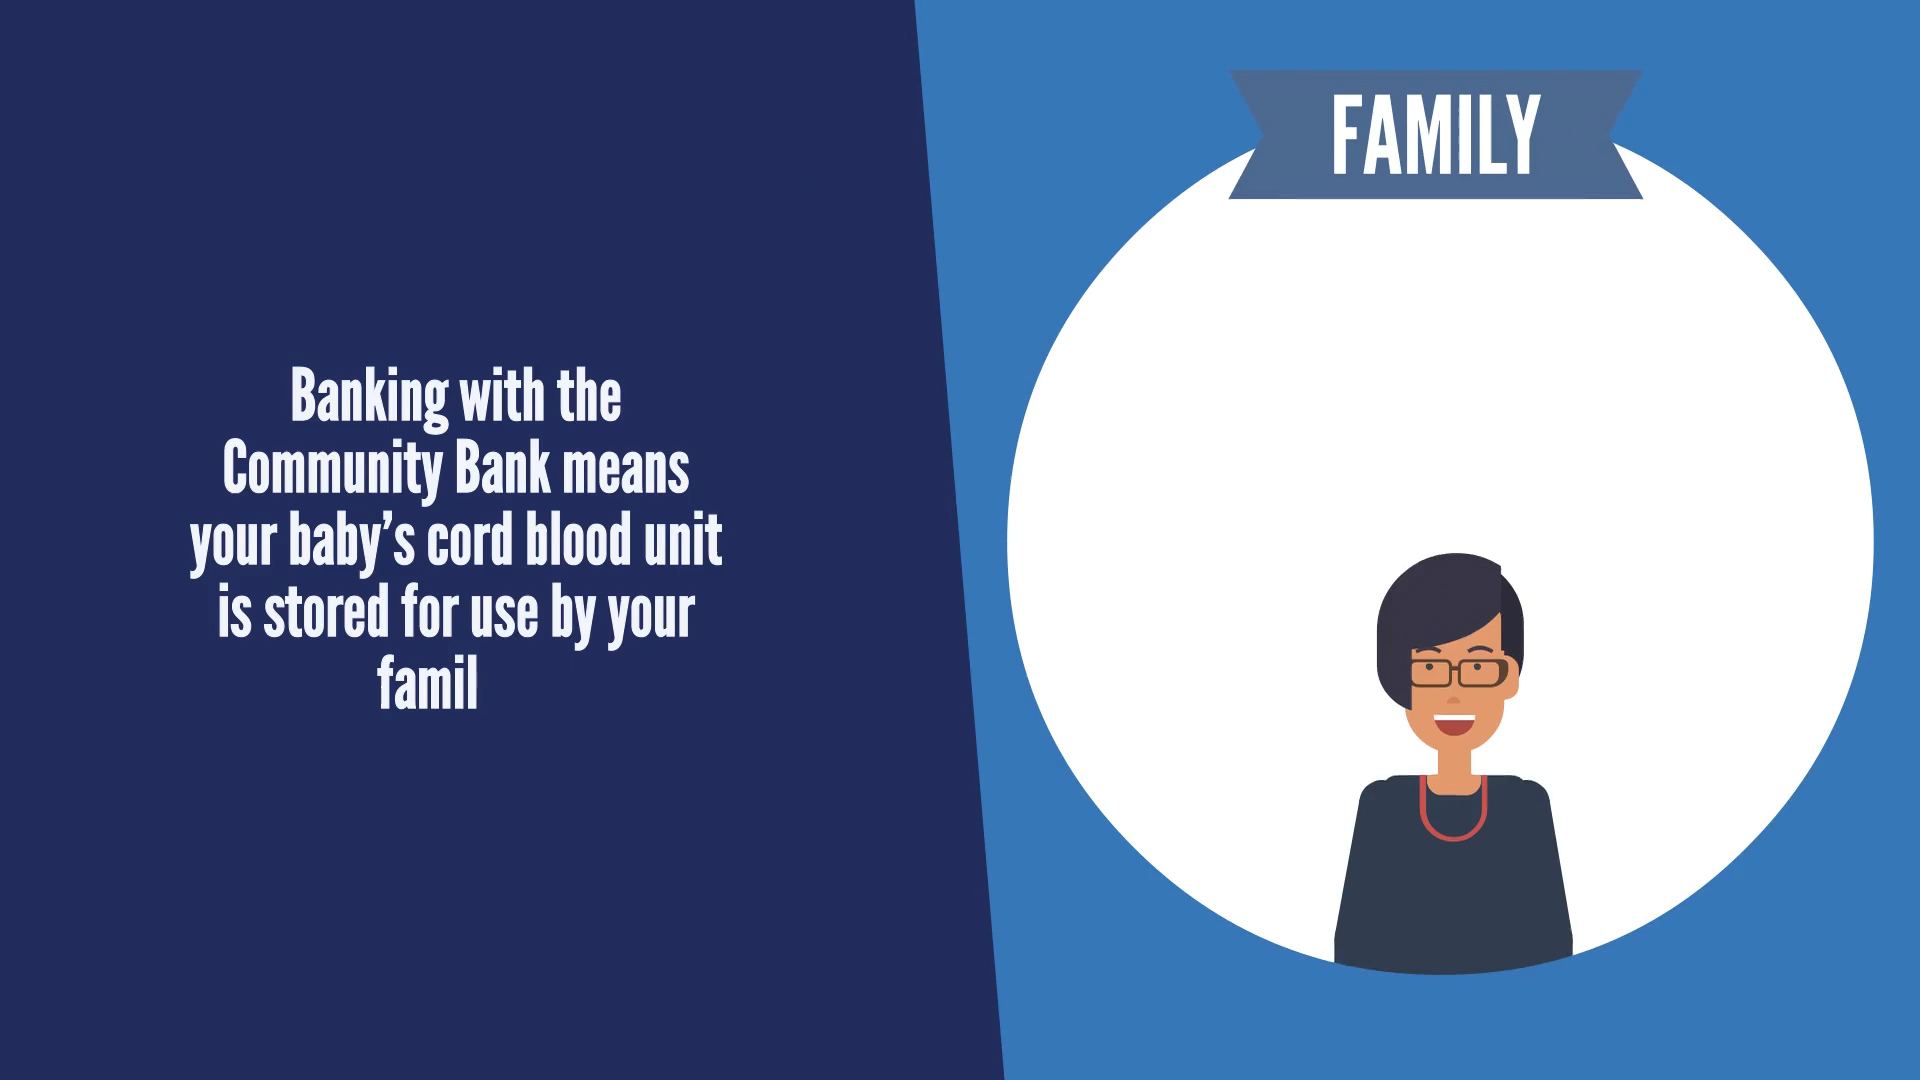 Banking with the
Community Bank means
your baby’s cord blood unit
is stored for use by your
famil
FAMILY